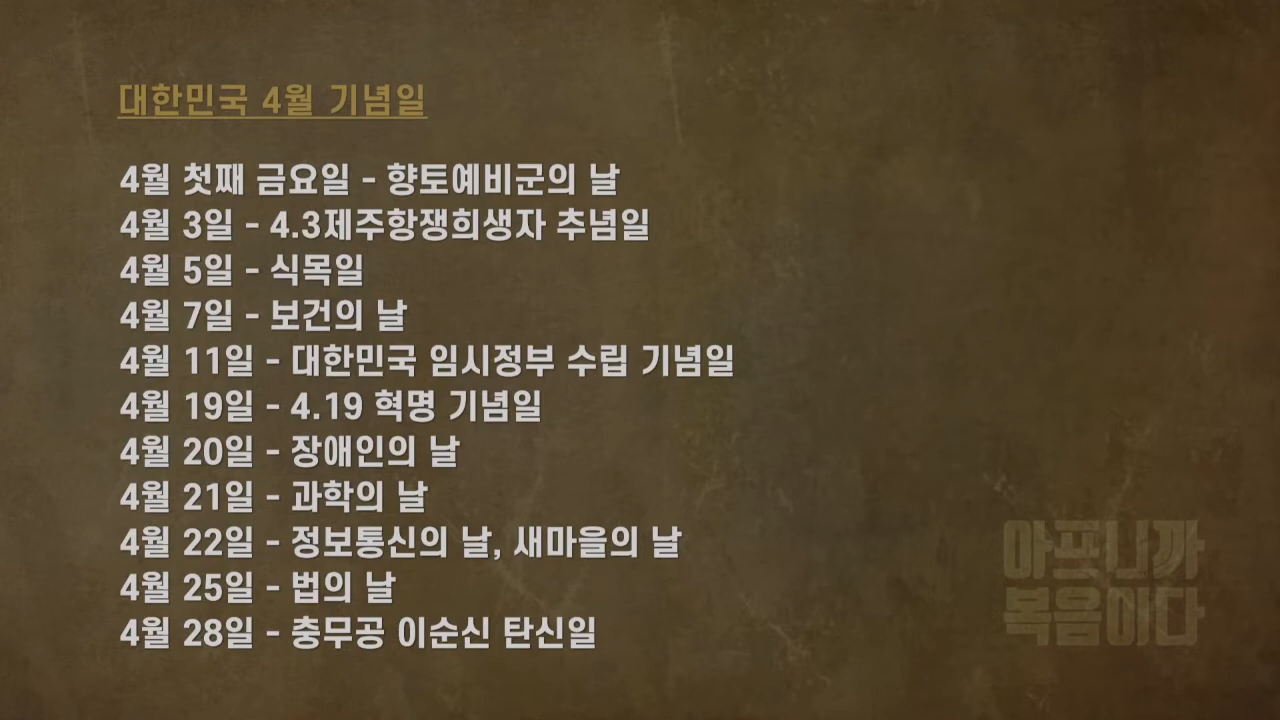 대한민국 4월 기념일
4월 첫째 금요일 - 향토예비군의 날
4월 3일 - 4.3제주항쟁희생자 추념일
4월 5일 - 식목일
4월 7일 - 보건의 날
4월 11일 - 대한민국 임시정부 수립 기념일
4월 19일 - 4.19 혁명 기념일
4월 20일 - 장애인의 날
4월 21일 - 과학의 날
4월 22일 - 정보통신의 날, 새마을의 날
4월 25일 - 법의 날
4월 28일 - 충무공 이순신 탄신일
아프니까
복음이다